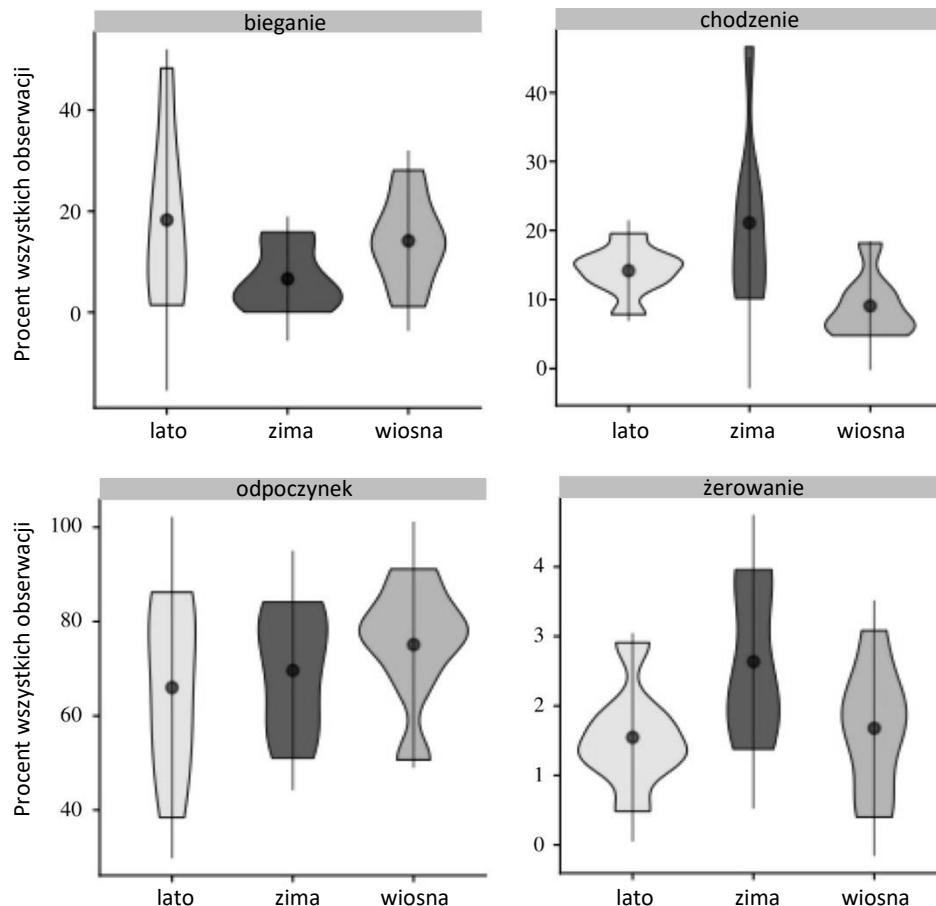 bieganie
Procent wszystkich obserwacji
40
20
0
lato zima wiosna
chodzenie
40
30
20
10
0
lato zima wiosna
odpoczynek
Procent wszystkich obserwacji
100
80
60
40
lato zima wiosna
żerowanie
4
3
2
1
0
lato zima wiosna